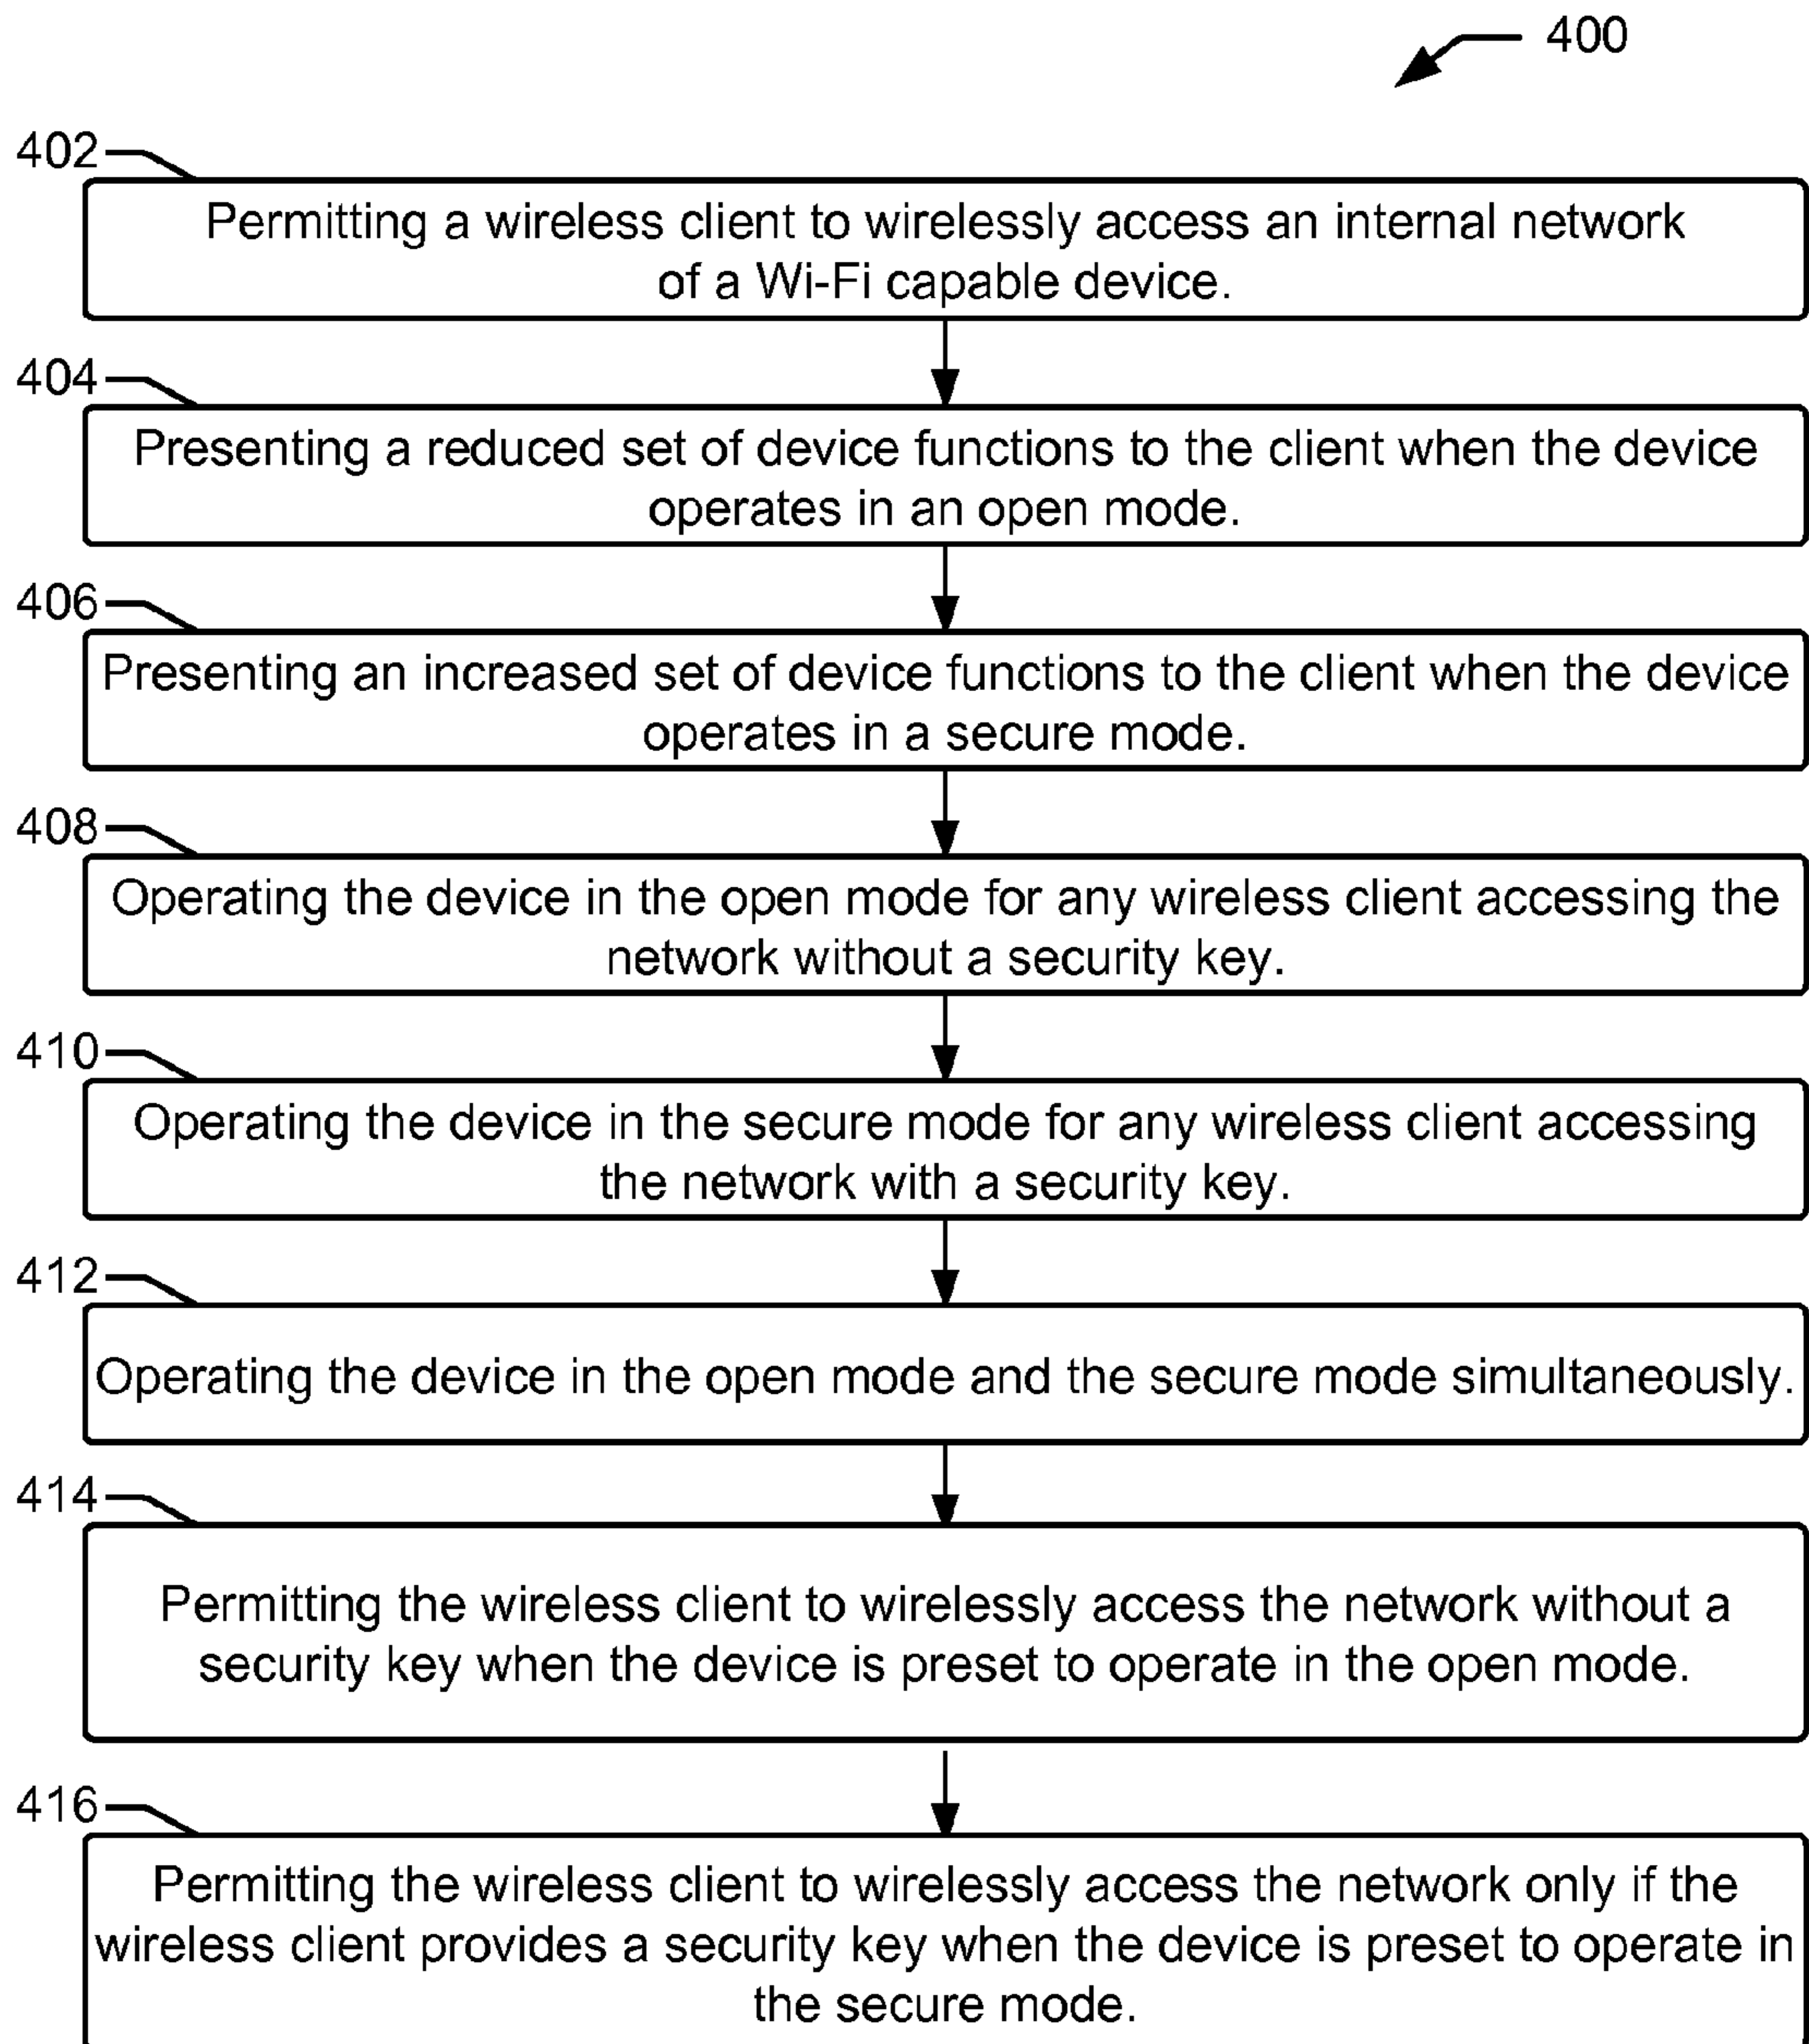 400
402
Permitting a wireless client to wirelessly access an internal network
of a Wi-Fi capable device.
404
Presenting a reduced set of device functions to the client when the device
operates in an open mode.
406
Presenting an increased set of device functions to the client when the device
operates in a secure mode.
408
Operating the device in the open mode for any wireless client accessing the
network without a security key.
410
Operating the device in the secure mode for any wireless client accessing
the network with a security key.
412
Operating the device in the open mode and the secure mode simultaneously.
414
Permitting the wireless client to wirelessly access the network without a
security key when the device is preset to operate in the open mode.
416
Permitting the wireless client to wirelessly access the network only if the
wireless client provides a security key when the device is preset to operate in
the secure mode.